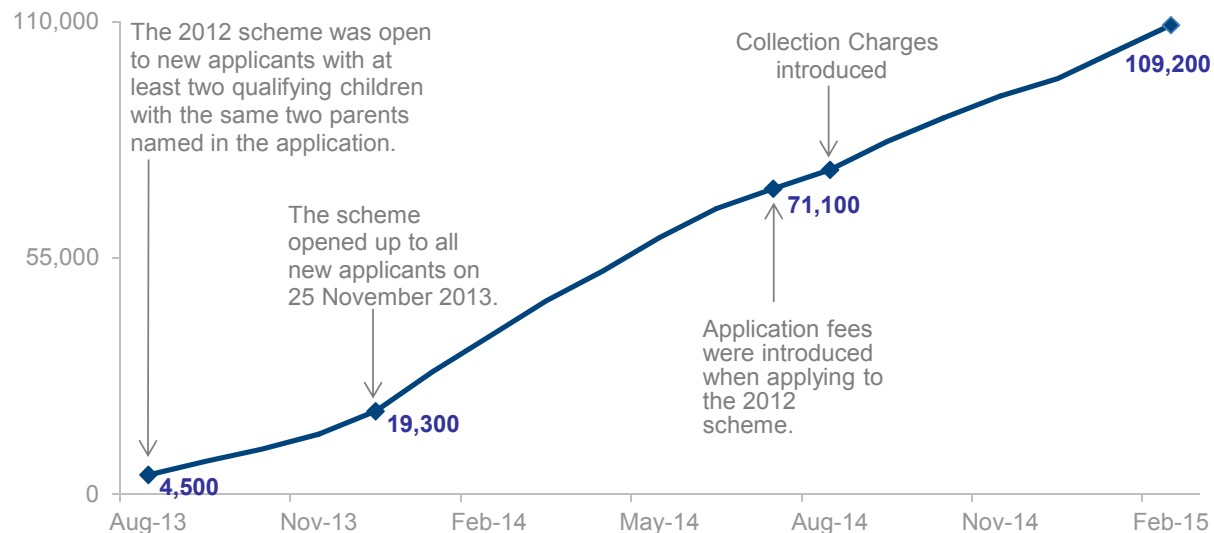 110,000
The 2012 scheme was open
to new applicants with at
least two qualifying children
with the same two parents
named in the application.
Collection Charges
introduced
109,200
The scheme
opened up to all
new applicants on
25 November 2013.
71,100
55,000
Application fees
were introduced
when applying to
the 2012
scheme.
19,300
4,500
0
Aug-13
Nov-13
Feb-14
May-14
Aug-14
Nov-14
Feb-15